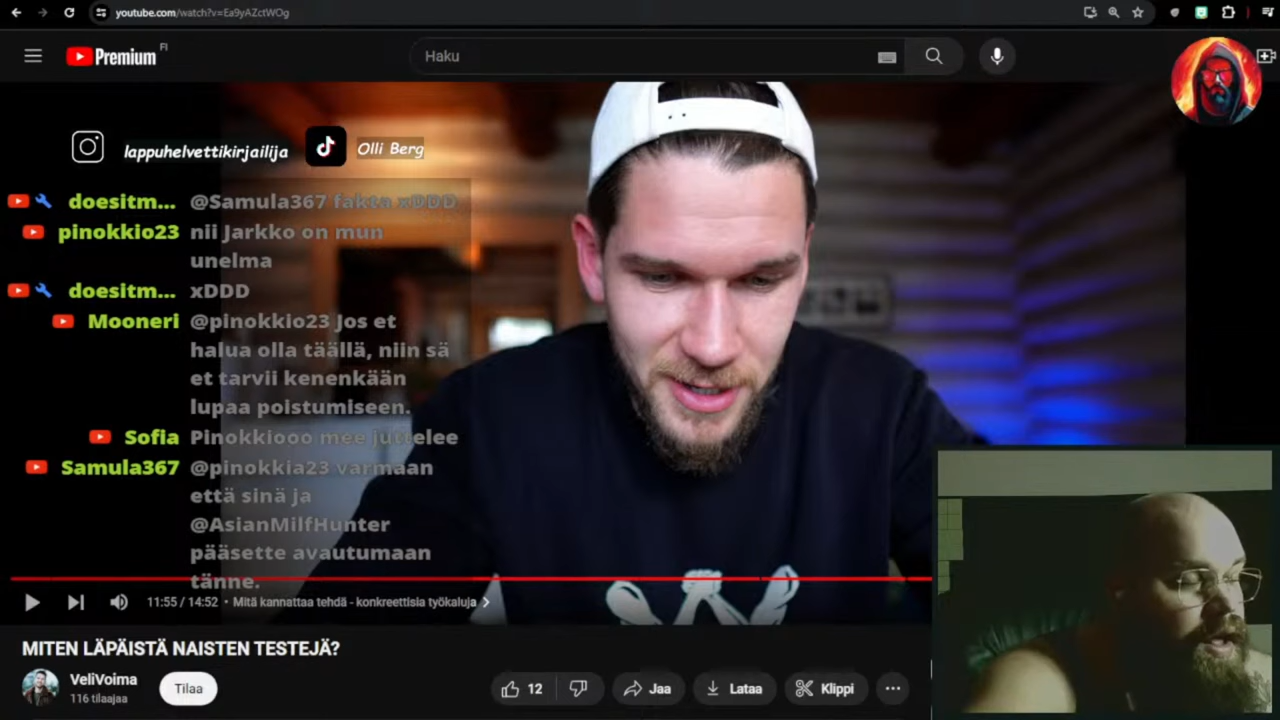 youtube.com/watch?v=Ea9yAZctWOg
Premium FI
Haku
lappuhelvettikirjailija
Olli Berg
doesitm... @Samula367 fakta xDDD
pinokkio23 nii Jarkko on mun
unelma
doesitm... xDDD
Mooneri @pinokkio23 Jos et
halua olla täällä, niin sä
et tarvii kenenkään
lupaa poistumiseen.
Sofia Pinokkiooo mee juttelee
Samula367 @pinokkia23 varmaan
että sinä ja
@AsianMilfHunter
pääsette avautumaan
tänne.
11:55 / 14:52 • Mitä kannattaa tehdä - konkreettisia työkaluja
MITEN LÄPÄISTÄ NAISTEN TESTEJÄ?
VeliVoima
116 tilaajaa
Tilaa
12
Jaa
Lataa
Klippi